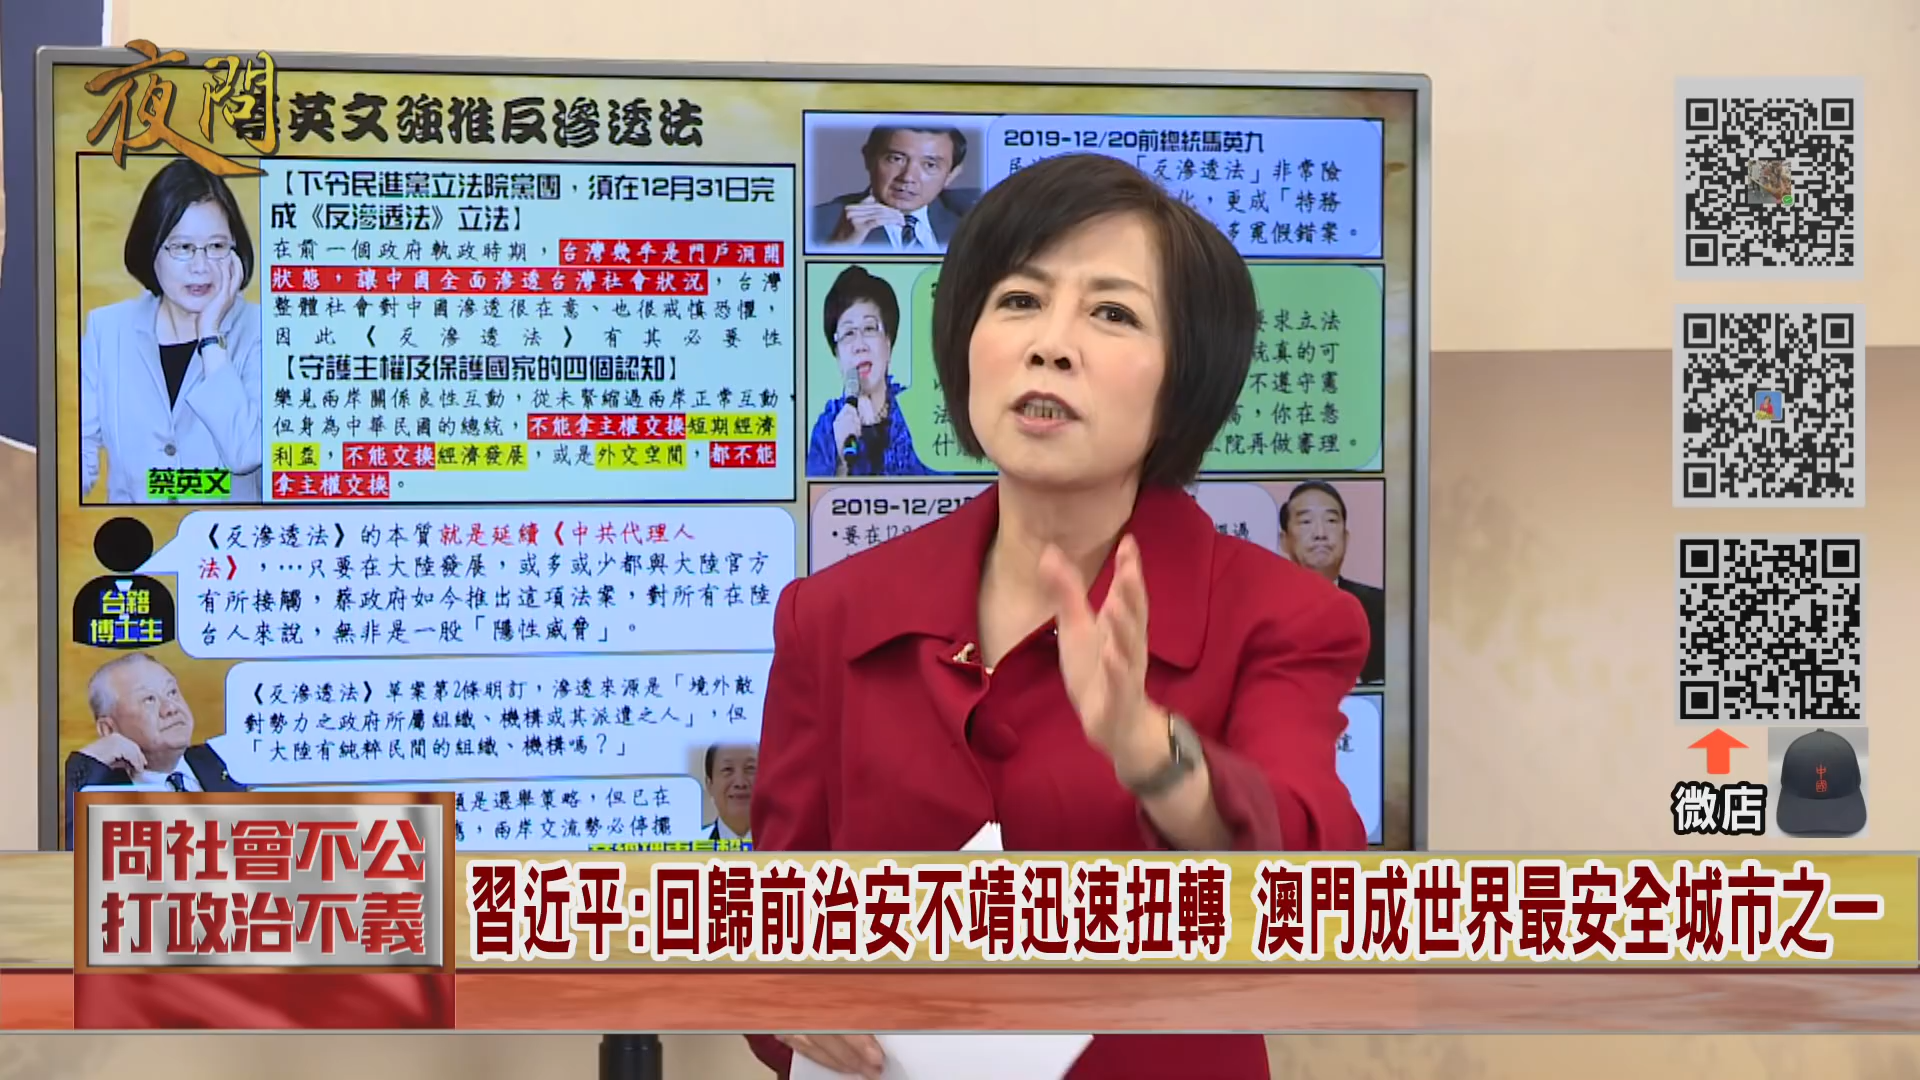 夜問
英文強推反滲透法
【下令民進黨立法院黨團，須在12月31日完
成《反滲透法》立法】
在前一個政府執政時期，台灣幾乎是門戶洞開
狀態，讓中國全面滲透台灣社會狀況，台灣
整體社會對中國滲透很在意、也很戒慎恐懼，
因此《反滲透法》有其必要性
【守護主權及保護國家的四個認知】
樂見兩岸關係良性互動，從未緊縮過兩岸正常互動，
但身為中華民國的總統，不能拿主權交換短期經濟
利益，不能交換經濟發展，或是外交空間，都不能
拿主權交換。
蔡英文
《反滲透法》的本質就是延續《中共代理人
法》，…只要在大陸發展，或多或少都與大陸官方
有所接觸，蔡政府如今推出這項法案，對所有在陸
台人來說，無非是一股「隱性威脅」。
台籍
博士生
《反滲透法》草案第2條明訂，滲透來源是「境外敵
對勢力之政府所屬組織、機構或其派遣之人」，但
「大陸有純粹民間的組織、機構嗎？」
是選舉策略，但已在
，兩岸交流勢必停擺
2019-12/20前總統馬英九
「反滲透法」非常險
化，更成「特務
多冤假錯案。
要求立法
統真的可
不遵守憲
法
高，你在意
什
院再做審理。
2019-12/21
•要在12
這
微店
中國
問社會不公
打政治不義
習近平:回歸前治安不靖迅速扭轉 澳門成世界最安全城市之一